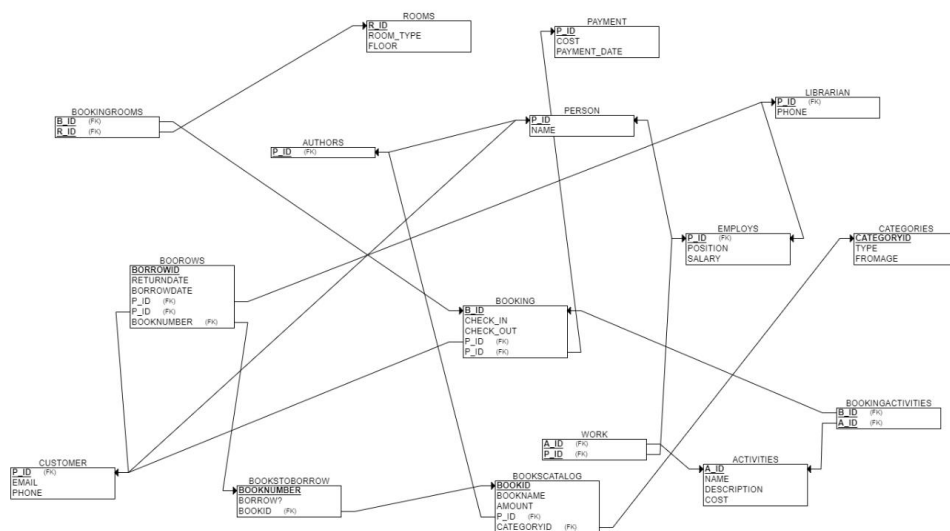 ROOMS
R_ID
ROOM_TYPE
FLOOR
PAYMENT
P_ID
COST
PAYMENT_DATE
LIBRARIAN
P_ID (FK)
PHONE
BOOKINGROOMS
B_ID (FK)
R_ID (FK)
PERSON
P_ID
NAME
AUTHORS
P_ID (FK)
EMPLOYS
P_ID (FK)
POSITION
SALARY
CATEGORIES
CATEGORYID
TYPE
FROMAGE
BOOROWS
BORROWID
RETURNDATE
BORROWDATE
P_ID (FK)
P_ID (FK)
BOOKNUMBER (FK)
BOOKING
B_ID
CHECK_IN
CHECK_OUT
P_ID (FK)
P_ID (FK)
BOOKINGACTIVITIES
B_ID (FK)
A_ID (FK)
WORK
A_ID (FK)
P_ID (FK)
CUSTOMER
P_ID (FK)
EMAIL
PHONE
ACTIVITIES
A_ID
NAME
DESCRIPTION
COST
BOOKSTOBORROW
BOOKNUMBER
BORROW?
BOOKID (FK)
BOOKSCATALOG
BOOKID
BOOKNAME
AMOUNT
P_ID (FK)
CATEGORYID (FK)